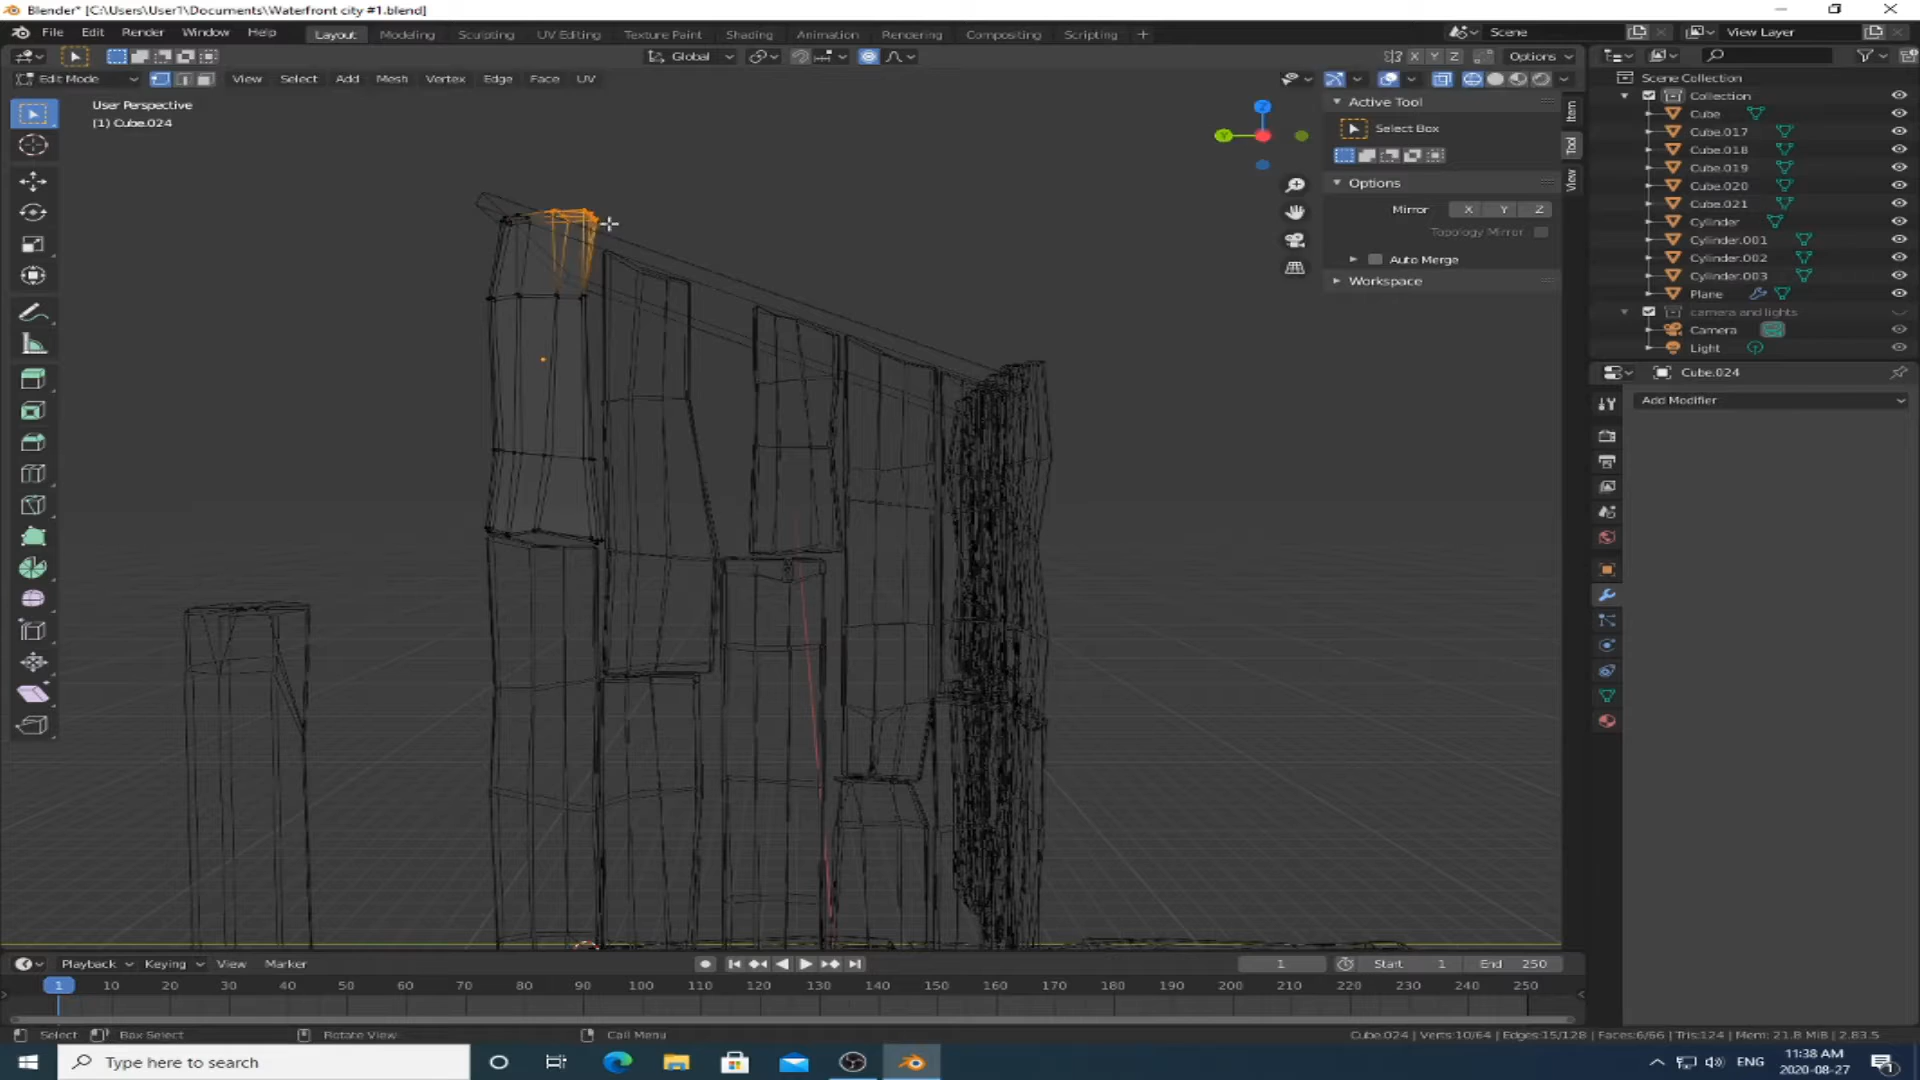 Blender* [C:\Users\User1\Documents\Waterfront city #1.blend]
File Edit Render Window Help Layout Modeling Sculpting UV Editing Texture Paint Shading Animation Rendering Compositing Scripting + Scene View Layer
Global X Y Z Options
Edit Mode View Select Add Mesh Vertex Edge Face UV
User Perspective
(1) Cube.024
Active Tool
Select Box
Options
Mirror X Y Z
Topology Mirror
Auto Merge
Workspace
Item
Tool
View
Z
Y
Scene Collection
Collection
Cube
Cube.017
Cube.018
Cube.019
Cube.020
Cube.021
Cylinder
Cylinder.001
Cylinder.002
Cylinder.003
Plane
camera and lights
Camera
Light
Cube.024
Add Modifier
Playback Keying View Marker 1 Start 1 End 250
1 10 20 30 40 50 60 70 80 90 100 110 120 130 140 150 160 170 180 190 200 210 220 230 240 250
Select Box Select Rotate View Call Menu Cube.024 | Verts:10/64 | Edges:15/128 | Faces:6/66 | Tris:124 | Mem: 21.8 MiB | 2.83.5
Type here to search ENG 11:38 AM
2020-08-27